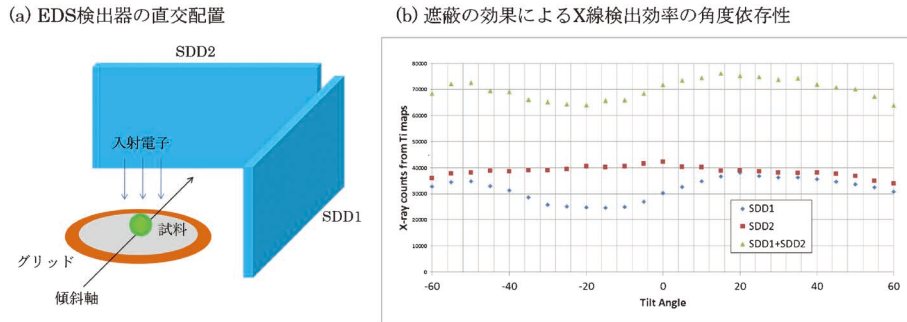 (a) EDS検出器の直交配置
SDD2
入射電子
試料
SDD1
グリッド
傾斜軸
(b) 遮蔽の効果によるX線検出効率の角度依存性
X-ray counts from Ti maps
80000
70000
60000
50000
40000
30000
20000
10000
0
-60
-40
-20
0
20
40
60
Tilt Angle
SDD1
SDD2
SDD1+SDD2